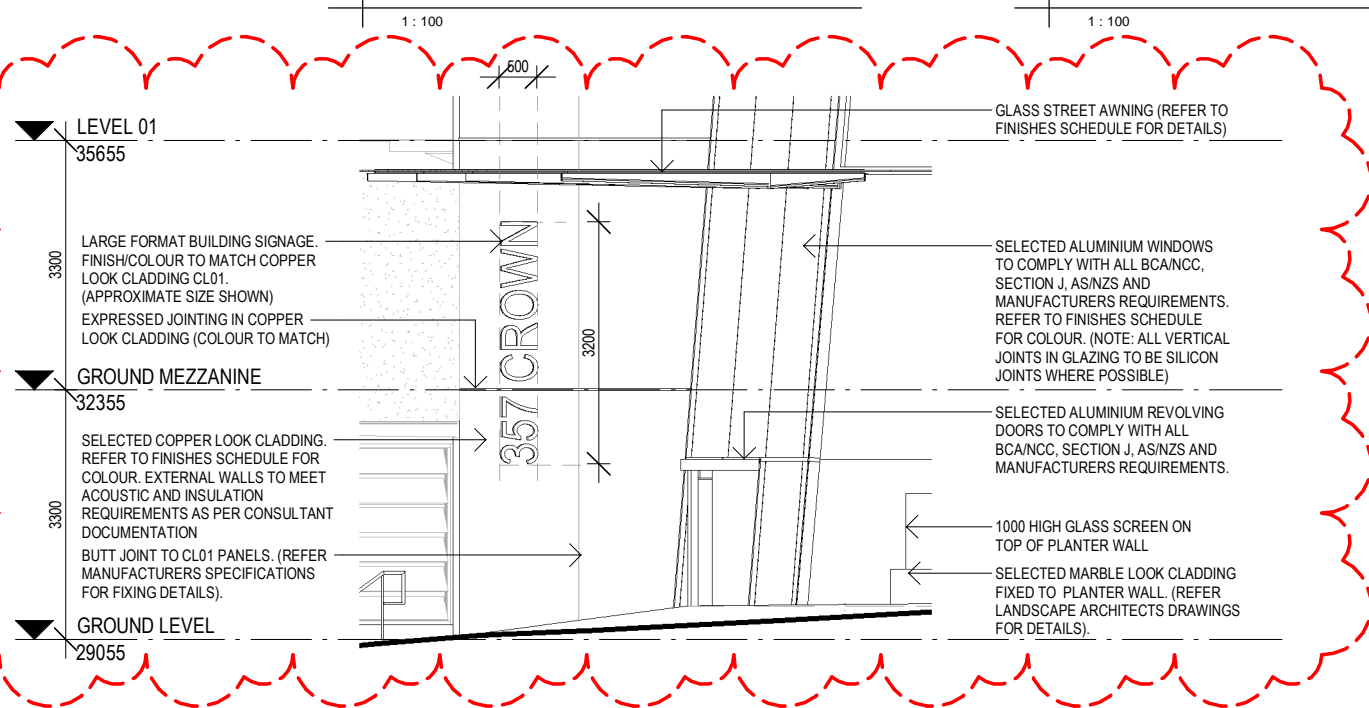 1 : 100
1 : 100
500
LEVEL 01
35655
GLASS STREET AWNING (REFER TO
FINISHES SCHEDULE FOR DETAILS)
3300
LARGE FORMAT BUILDING SIGNAGE.
FINISH/COLOUR TO MATCH COPPER
LOOK CLADDING CL01.
(APPROXIMATE SIZE SHOWN)
EXPRESSED JOINTING IN COPPER
LOOK CLADDING (COLOUR TO MATCH)
357 CROWN
3200
SELECTED ALUMINIUM WINDOWS
TO COMPLY WITH ALL BCA/NCC,
SECTION J, AS/NZS AND
MANUFACTURERS REQUIREMENTS.
REFER TO FINISHES SCHEDULE
FOR COLOUR. (NOTE: ALL VERTICAL
JOINTS IN GLAZING TO BE SILICON
JOINTS WHERE POSSIBLE)
GROUND MEZZANINE
32355
3300
SELECTED COPPER LOOK CLADDING.
REFER TO FINISHES SCHEDULE FOR
COLOUR. EXTERNAL WALLS TO MEET
ACOUSTIC AND INSULATION
REQUIREMENTS AS PER CONSULTANT
DOCUMENTATION
BUTT JOINT TO CL01 PANELS. (REFER
MANUFACTURERS SPECIFICATIONS
FOR FIXING DETAILS).
SELECTED ALUMINIUM REVOLVING
DOORS TO COMPLY WITH ALL
BCA/NCC, SECTION J, AS/NZS AND
MANUFACTURERS REQUIREMENTS.
1000 HIGH GLASS SCREEN ON
TOP OF PLANTER WALL
SELECTED MARBLE LOOK CLADDING
FIXED TO PLANTER WALL. (REFER
LANDSCAPE ARCHITECTS DRAWINGS
FOR DETAILS).
GROUND LEVEL
29055